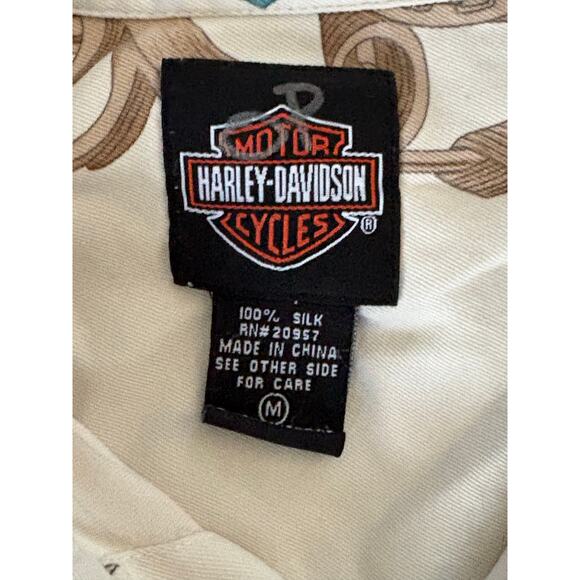 MOTOR
HARLEY-DAVIDSON
CYCLES
®
100% SILK
RN#20957
MADE IN CHINA
SEE OTHER SIDE
FOR CARE
M